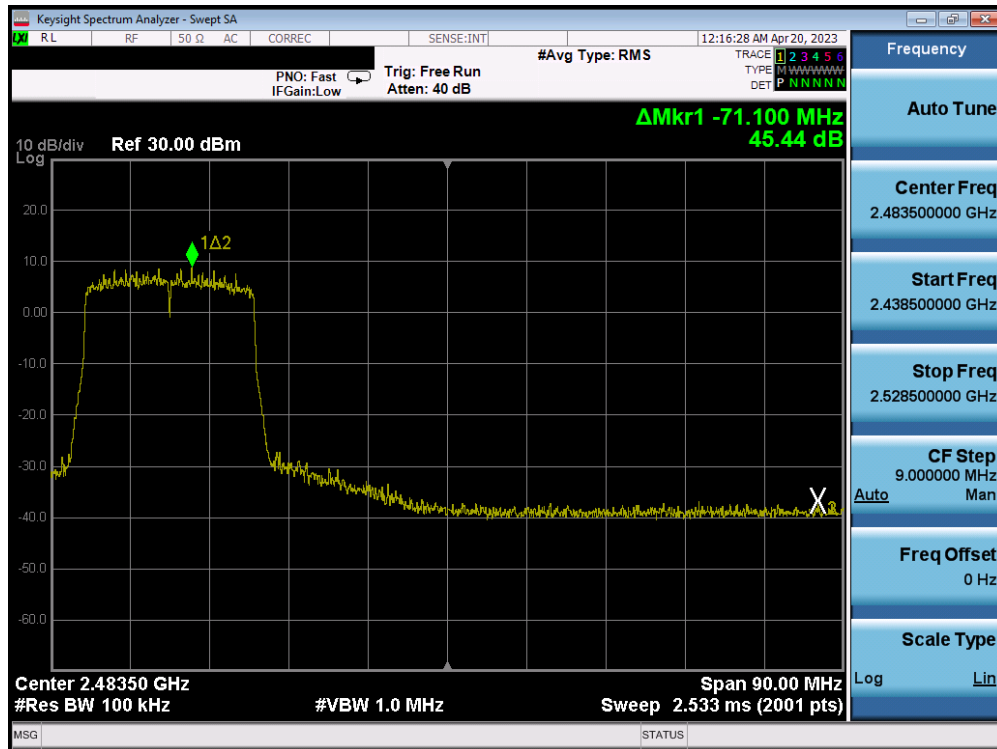 Keysight Spectrum Analyzer - Swept SA
LXI RL RF 50 Ω AC CORREC SENSE:INT 12:16:28 AM Apr 20, 2023
#Avg Type: RMS
TRACE 1 2 3 4 5 6
TYPE M W W W W W
DET P N N N N N
PNO: Fast
IFGain:Low
Trig: Free Run
Atten: 40 dB
ΔMkr1 -71.100 MHz
45.44 dB
10 dB/div
Log
Ref 30.00 dBm
20.0
10.0
0.00
-10.0
-20.0
-30.0
-40.0
-50.0
-60.0
1Δ2
X2
Center 2.48350 GHz
Span 90.00 MHz
#Res BW 100 kHz
#VBW 1.0 MHz
Sweep 2.533 ms (2001 pts)
MSG
STATUS
Frequency
Auto Tune
Center Freq
2.483500000 GHz
Start Freq
2.438500000 GHz
Stop Freq
2.528500000 GHz
CF Step
9.000000 MHz
Auto Man
Freq Offset
0 Hz
Scale Type
Log Lin